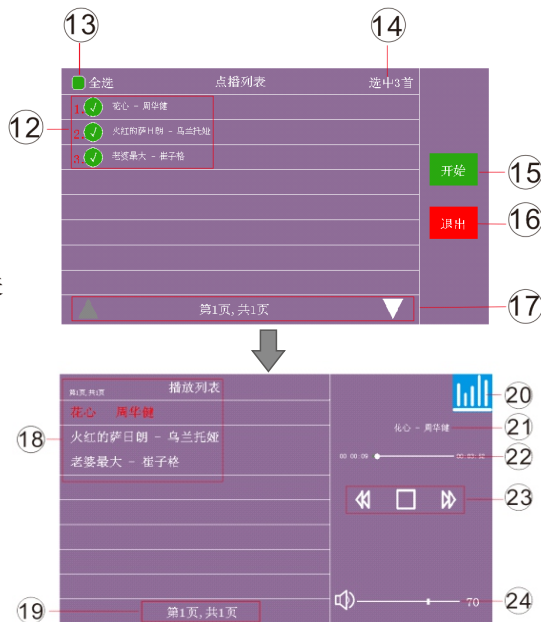 13
14
全选 点播列表 选中3首
12
1. 花心 - 周华健
2. 火红的萨日朗 - 乌兰托娅
3. 老婆最大 - 崔子格
开始
15
退出
16
第1页,共1页
17
第1页,共1页 播放列表
花心 周华健
18
火红的萨日朗 - 乌兰托娅
老婆最大 - 崔子格
20
花心 - 周华健
21
00:00:09
22
23
19
第1页,共1页
70
24